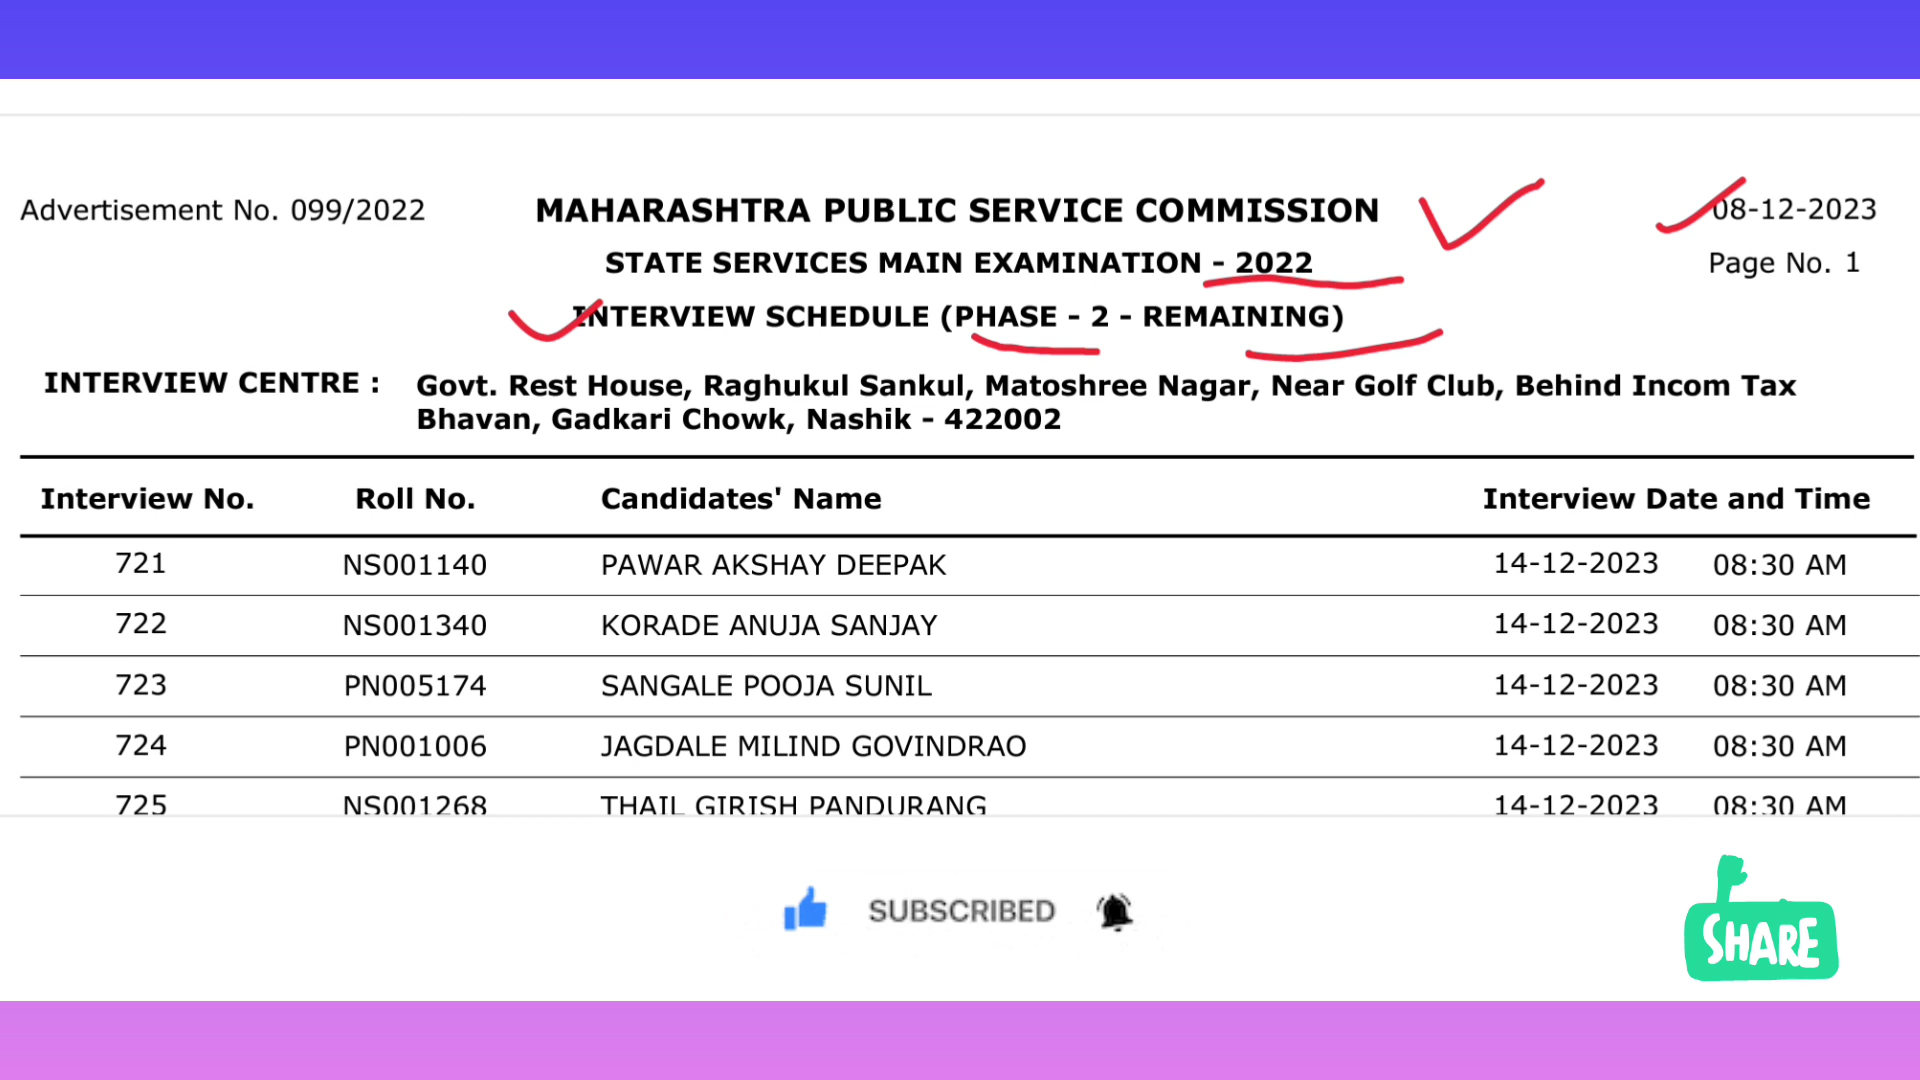 Advertisement No. 099/2022 MAHARASHTRA PUBLIC SERVICE COMMISSION 08-12-2023
STATE SERVICES MAIN EXAMINATION - 2022 Page No. 1
INTERVIEW SCHEDULE (PHASE - 2 - REMAINING)
INTERVIEW CENTRE : Govt. Rest House, Raghukul Sankul, Matoshree Nagar, Near Golf Club, Behind Incom Tax
Bhavan, Gadkari Chowk, Nashik - 422002
Interview No. Roll No. Candidates' Name Interview Date and Time
721 NS001140 PAWAR AKSHAY DEEPAK 14-12-2023 08:30 AM
722 NS001340 KORADE ANUJA SANJAY 14-12-2023 08:30 AM
723 PN005174 SANGALE POOJA SUNIL 14-12-2023 08:30 AM
724 PN001006 JAGDALE MILIND GOVINDRAO 14-12-2023 08:30 AM
725 NS001268 THAIL GIRISH PANDURANG 14-12-2023 08:30 AM
SUBSCRIBED
SHARE